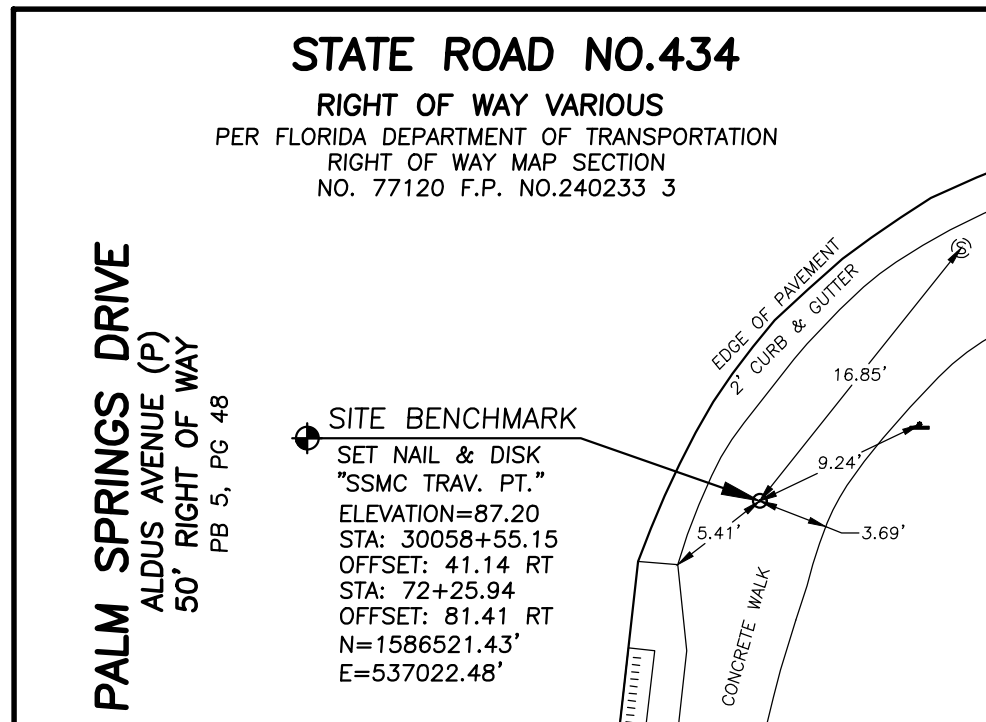 STATE ROAD NO.434
RIGHT OF WAY VARIOUS
PER FLORIDA DEPARTMENT OF TRANSPORTATION
RIGHT OF WAY MAP SECTION
NO. 77120 F.P. NO.240233 3
PALM SPRINGS DRIVE
ALDUS AVENUE (P)
50' RIGHT OF WAY
PB 5, PG 48
SITE BENCHMARK
SET NAIL & DISK
"SSMC TRAV. PT."
ELEVATION=87.20
STA: 30058+55.15
OFFSET: 41.14 RT
STA: 72+25.94
OFFSET: 81.41 RT
N=1586521.43'
E=537022.48'
EDGE OF PAVEMENT
2' CURB & GUTTER
S
16.85'
9.24'
5.41'
3.69'
CONCRETE WALK